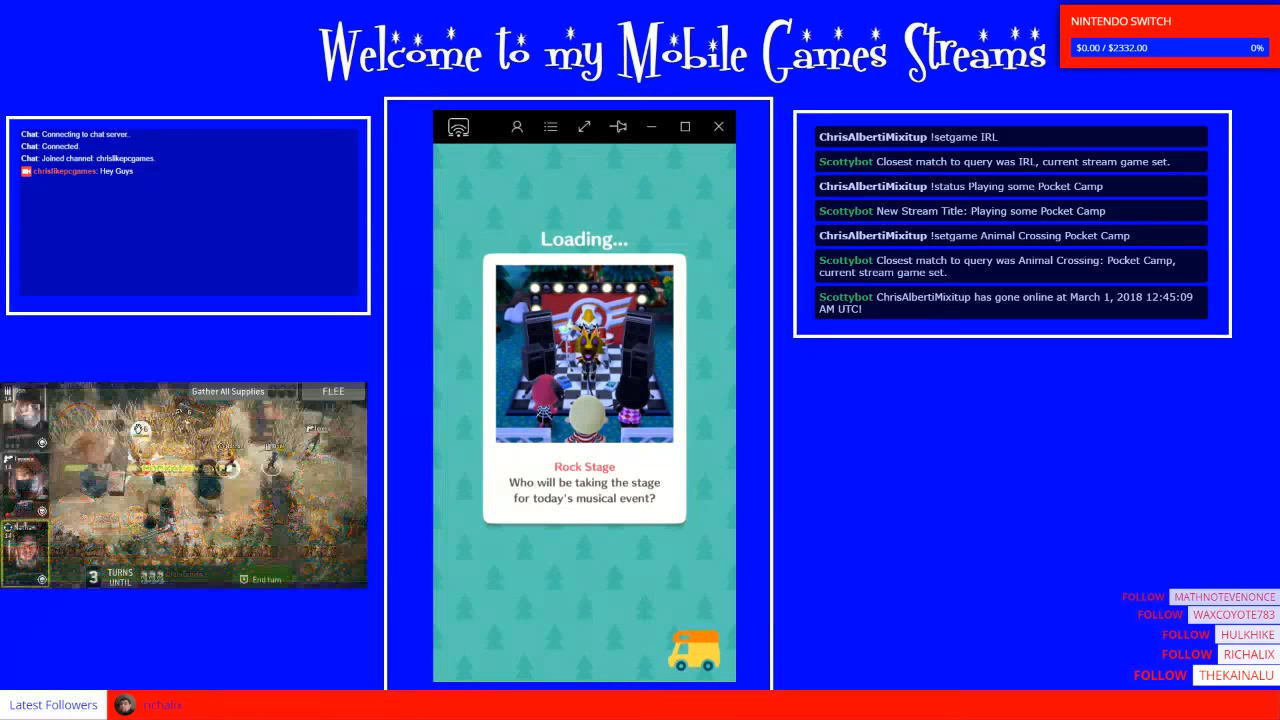 Welcome to my Mobile Games Streams
NINTENDO SWITCH
$0.00 / $2332.00 0%
Chat: Connecting to chat server..
Chat: Connected.
Chat: Joined channel: chrislikepcgames.
chrislikepcgames: Hey Guys
Loading...
Rock Stage
Who will be taking the stage
for today's musical event?
ChrisAlbertiMixitup !setgame IRL
Scottybot Closest match to query was IRL, current stream game set.
ChrisAlbertiMixitup !status Playing some Pocket Camp
Scottybot New Stream Title: Playing some Pocket Camp
ChrisAlbertiMixitup !setgame Animal Crossing Pocket Camp
Scottybot Closest match to query was Animal Crossing: Pocket Camp,
current stream game set.
Scottybot ChrisAlbertiMixitup has gone online at March 1, 2018 12:45:09
AM UTC!
Gather All Supplies
FLEE
14
14
Nathan
14
3 TURNS
UNTIL
End turn
FOLLOW MATHNOTEVENONCE
FOLLOW WAXCOYOTE783
FOLLOW HULKHIKE
FOLLOW RICHALIX
FOLLOW THEKAINALU
Latest Followers richalix